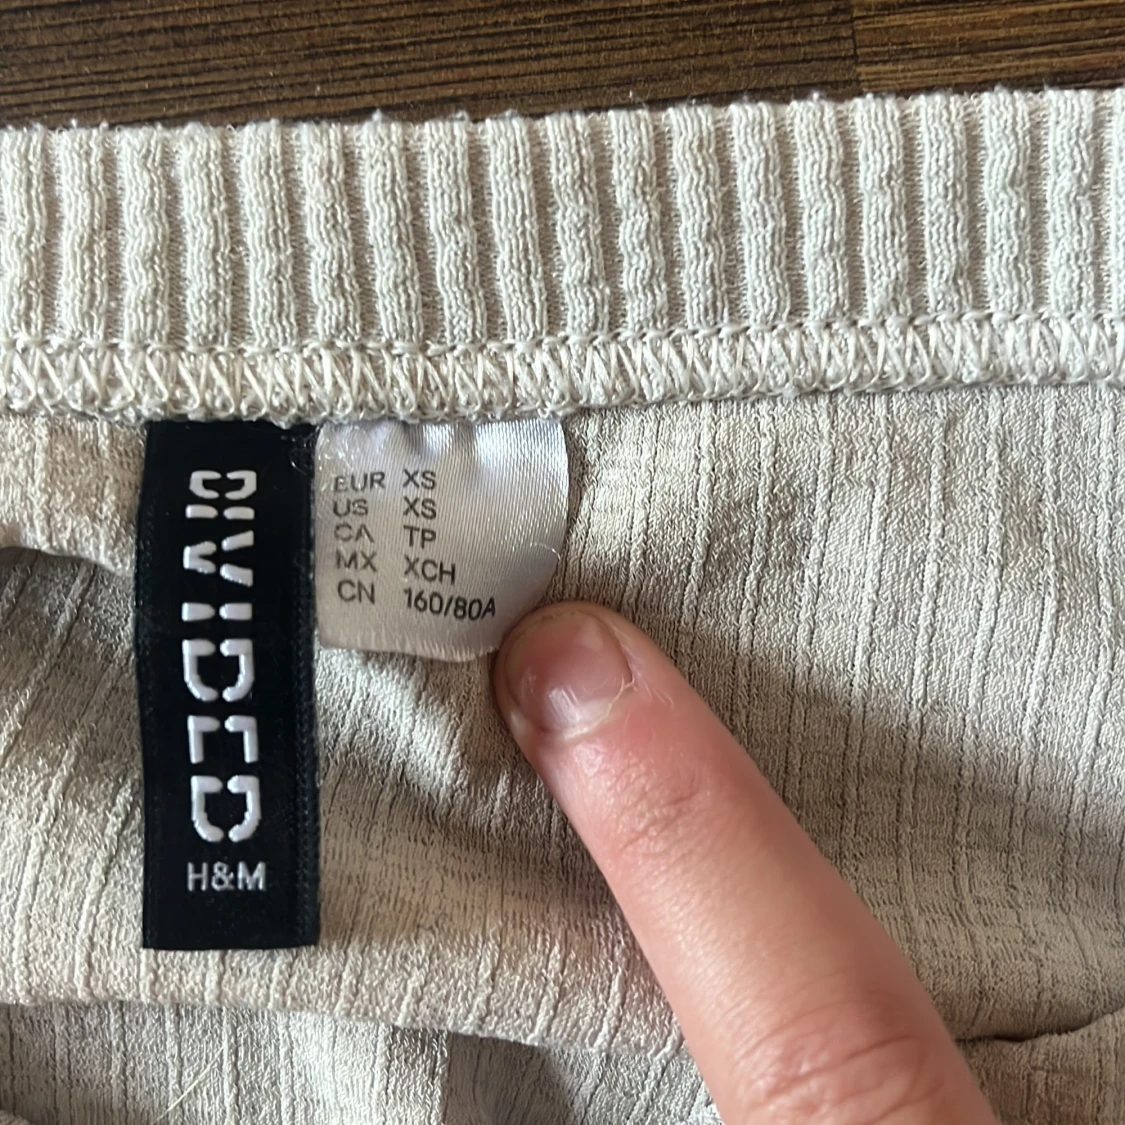 DIVIDED
H&M
EUR XS
US XS
CA TP
MX XCH
CN 160/80A